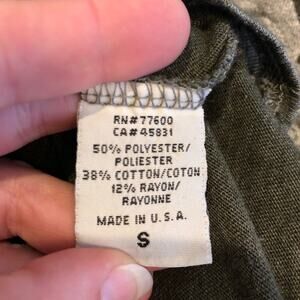 RN#77600
CA#45831
50% POLYESTER/
POLIESTER
38% COTTON/COTON
12% RAYON/
RAYONNE
MADE IN U.S.A.
S